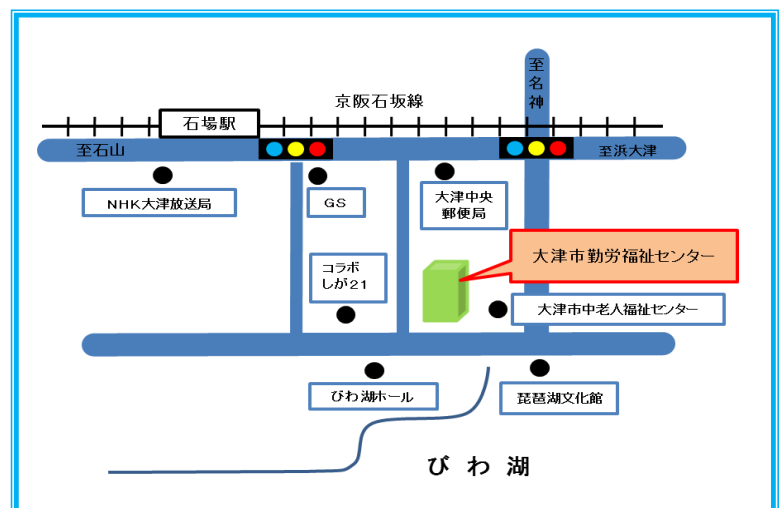 至名神
京阪石坂線
石場駅
至石山
至浜大津
NHK大津放送局
GS
大津中央
郵便局
コラボ
しが21
大津市勤労福祉センター
大津市中老人福祉センター
びわ湖ホール
琵琶湖文化館
びわ湖